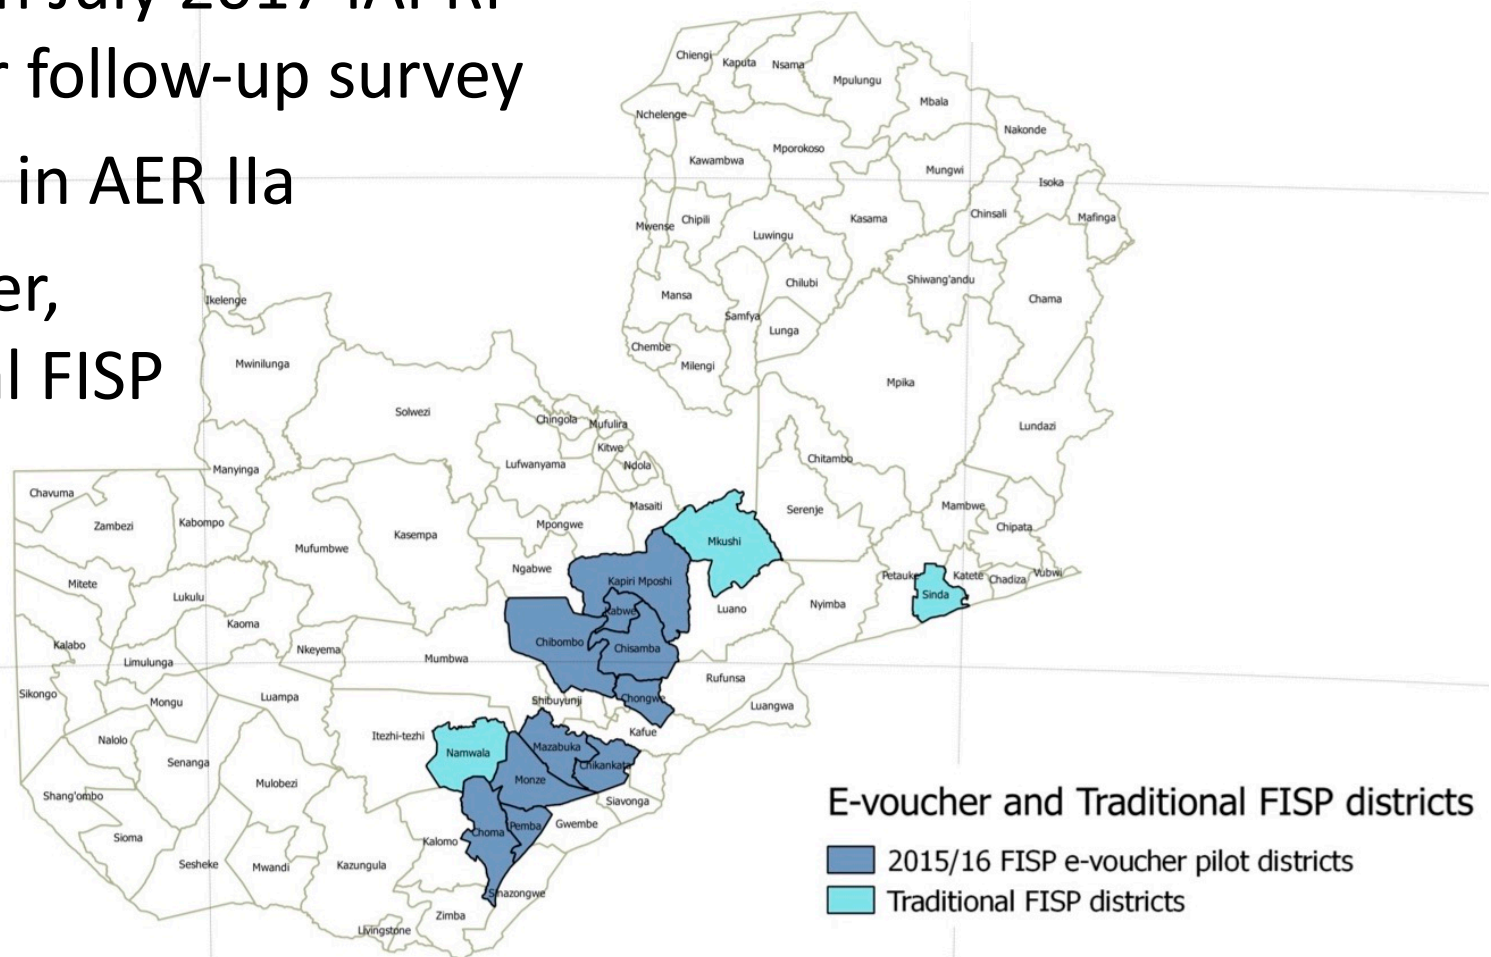 July 2017 IAPRI
follow-up survey
in AER IIa
er,
al FISP
Chiengi
Kaputa
Nsama
Mpulungu
Mbala
Nchelenge
Nakonde
Kawambwa
Mporokoso
Mungwi
Isoka
Mwense
Chipili
Kasama
Chinsali
Mafinga
Luwingu
Shiwang'andu
Chilubi
Mansa
Chama
Ikelenge
Samfya
Lunga
Chembe
Milengi
Mwinilunga
Mpika
Solwezi
Chingola
Mufulira
Lundazi
Kitwe
Manyinga
Lufwanyama
Ndola
Chitambo
Chavuma
Masaiti
Serenje
Mambwe
Zambezi
Kabompo
Mpongwe
Chipata
Kasempa
Mkushi
Mufumbwe
Ngabwe
Kapiri Mposhi
Petauke
Katete
Chadiza
Vubwi
Mitete
Lukulu
Kabwe
Luano
Nyimba
Sinda
Kaoma
Kalabo
Nkeyema
Chibombo
Chisamba
Limulunga
Mumbwa
Sikongo
Mongu
Luampa
Shibuyunji
Chongwe
Rufunsa
Luangwa
Nalolo
Itezhi-tezhi
Kafue
Senanga
Namwala
Mazabuka
Chikankata
Shang'ombo
Mulobezi
Monze
Siavonga
Sioma
Kalomo
Choma
Pemba
Gwembe
Sesheke
Mwandi
Kazungula
Sinazongwe
Zimba
Livingstone
E-voucher and Traditional FISP districts
2015/16 FISP e-voucher pilot districts
Traditional FISP districts